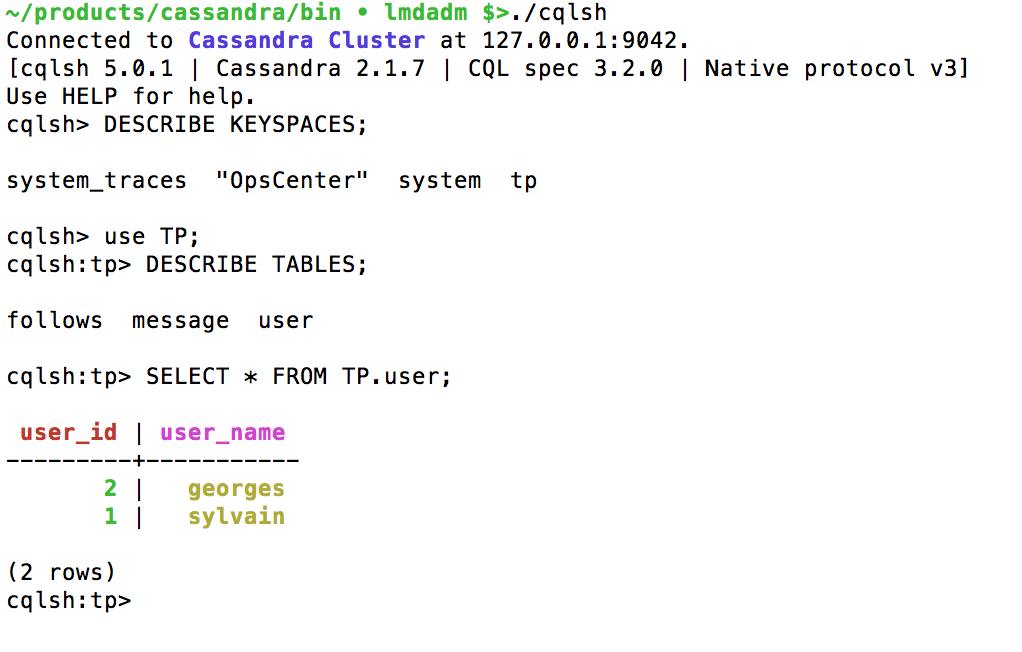 ~/products/cassandra/bin • lmdadm $>./cqlsh
Connected to Cassandra Cluster at 127.0.0.1:9042.
[cqlsh 5.0.1 | Cassandra 2.1.7 | CQL spec 3.2.0 | Native protocol v3]
Use HELP for help.
cqlsh> DESCRIBE KEYSPACES;
system_traces  "OpsCenter"  system  tp
cqlsh> use TP;
cqlsh:tp> DESCRIBE TABLES;
follows  message  user
cqlsh:tp> SELECT * FROM TP.user;
 user_id | user_name
---------+-----------
       2 |   georges
       1 |   sylvain
(2 rows)
cqlsh:tp>